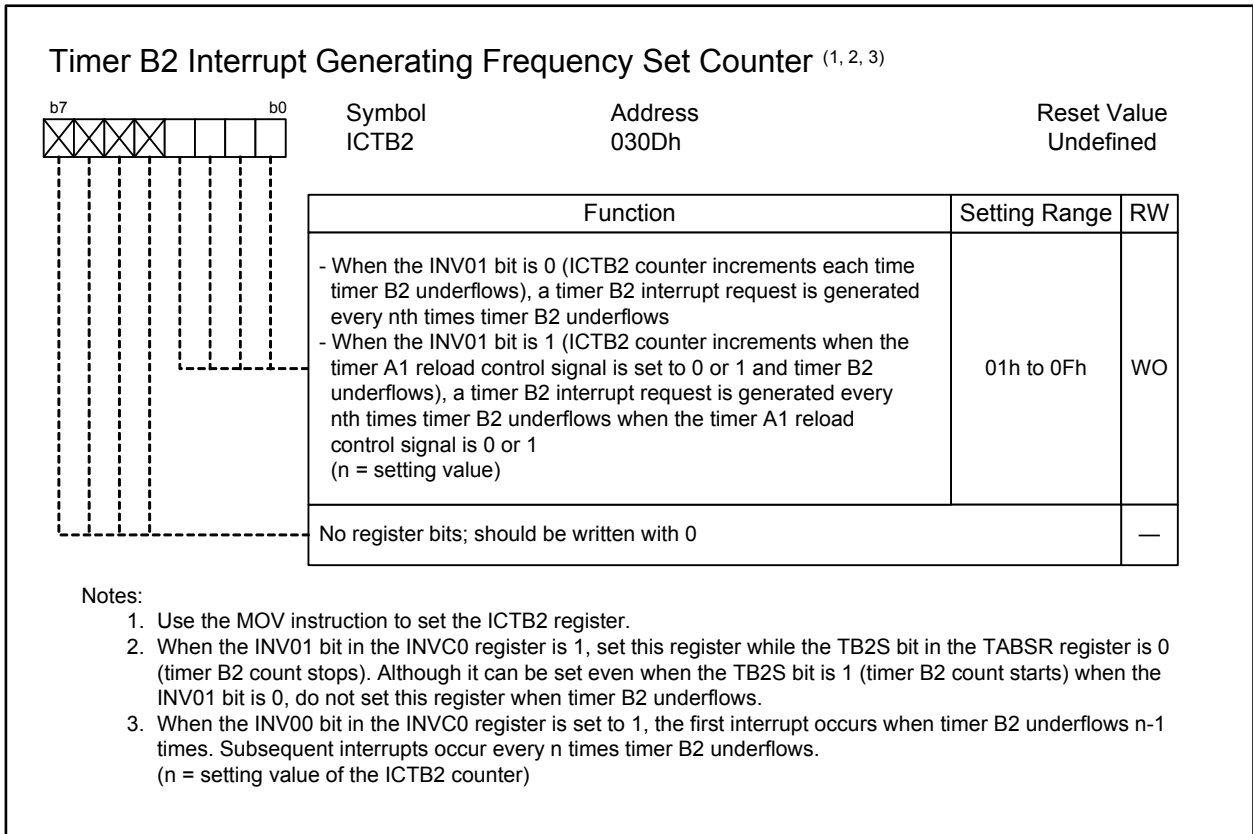 Timer B2 Interrupt Generating Frequency Set Counter (1, 2, 3)
b7 b0
Symbol Address Reset Value
ICTB2 030Dh Undefined
Function Setting Range RW
- When the INV01 bit is 0 (ICTB2 counter increments each time
timer B2 underflows), a timer B2 interrupt request is generated
every nth times timer B2 underflows
- When the INV01 bit is 1 (ICTB2 counter increments when the
timer A1 reload control signal is set to 0 or 1 and timer B2
underflows), a timer B2 interrupt request is generated every
nth times timer B2 underflows when the timer A1 reload
control signal is 0 or 1
(n = setting value)
01h to 0Fh WO
No register bits; should be written with 0 —
Notes:
1. Use the MOV instruction to set the ICTB2 register.
2. When the INV01 bit in the INVC0 register is 1, set this register while the TB2S bit in the TABSR register is 0
(timer B2 count stops). Although it can be set even when the TB2S bit is 1 (timer B2 count starts) when the
INV01 bit is 0, do not set this register when timer B2 underflows.
3. When the INV00 bit in the INVC0 register is set to 1, the first interrupt occurs when timer B2 underflows n-1
times. Subsequent interrupts occur every n times timer B2 underflows.
(n = setting value of the ICTB2 counter)